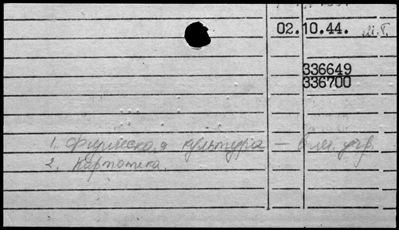 02.10.44. М.Г.
336649
336700
1. Физическая культура –
2. Картотека.